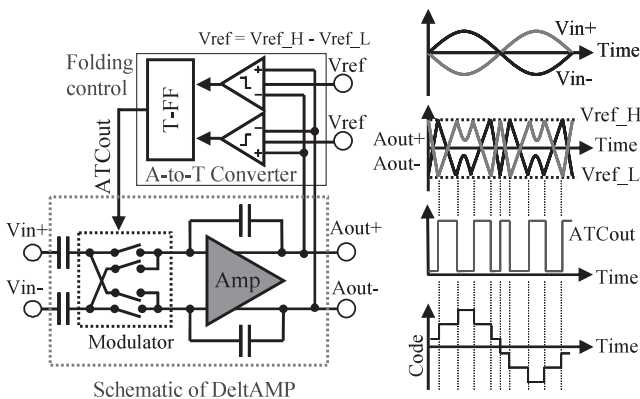 Vref = Vref_H - Vref_L
Folding
control
T-FF
Vref
Vref
A-to-T Converter
ATCout
Vin+
Vin-
Modulator
Amp
Aout+
Aout-
Schematic of DeltAMP
Vin+
Time
Vin-
Vref_H
Aout+
Time
Aout-
Vref_L
ATCout
Time
Code
Time